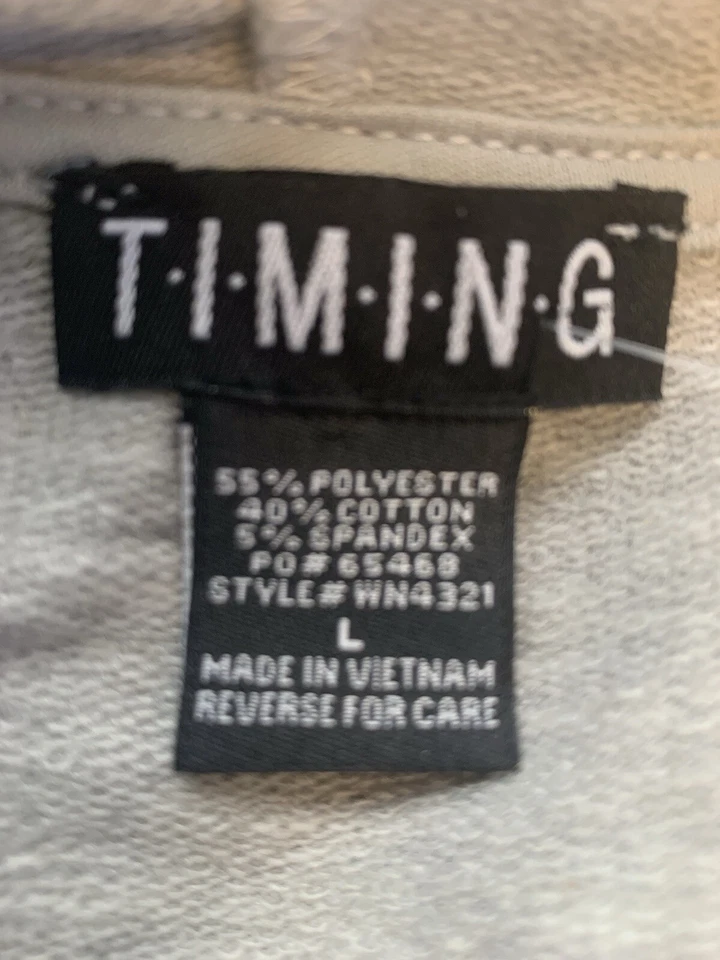 T·I·M·I·N·G
55% POLYESTER
40% COTTON
5% SPANDEX
PO# 65468
STYLE# WN4321
L
MADE IN VIETNAM
REVERSE FOR CARE